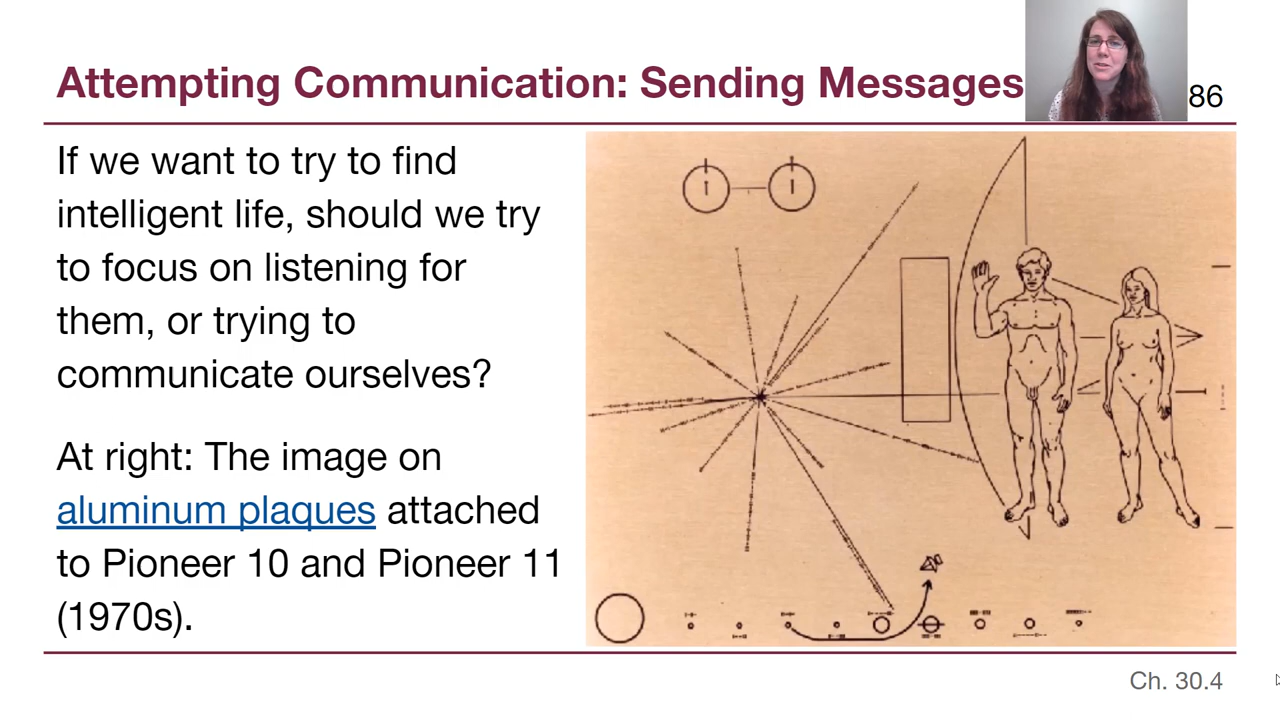 Attempting Communication: Sending Messages
86
If we want to try to find
intelligent life, should we try
to focus on listening for
them, or trying to
communicate ourselves?
At right: The image on
aluminum plaques attached
to Pioneer 10 and Pioneer 11
(1970s).
Ch. 30.4